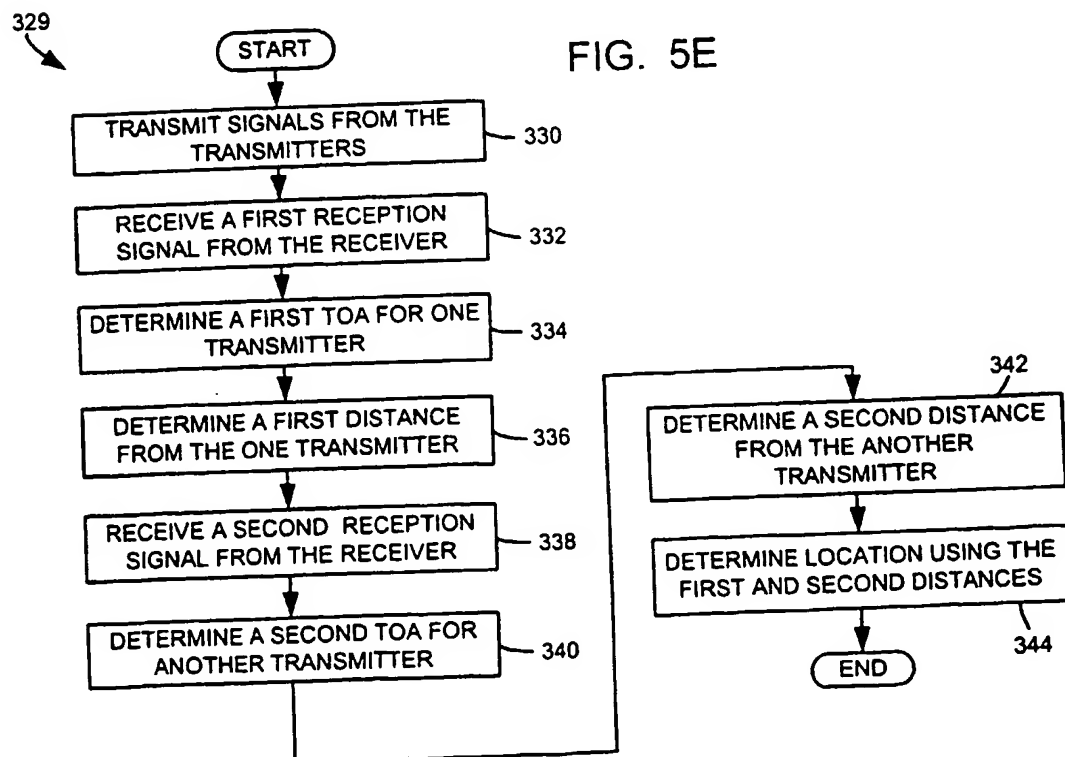 329
START
FIG. 5E
TRANSMIT SIGNALS FROM THE
TRANSMITTERS
330
RECEIVE A FIRST RECEPTION
SIGNAL FROM THE RECEIVER
332
DETERMINE A FIRST TOA FOR ONE
TRANSMITTER
334
DETERMINE A FIRST DISTANCE
FROM THE ONE TRANSMITTER
336
RECEIVE A SECOND RECEPTION
SIGNAL FROM THE RECEIVER
338
DETERMINE A SECOND TOA FOR
ANOTHER TRANSMITTER
340
342
DETERMINE A SECOND DISTANCE
FROM THE ANOTHER
TRANSMITTER
DETERMINE LOCATION USING THE
FIRST AND SECOND DISTANCES
344
END